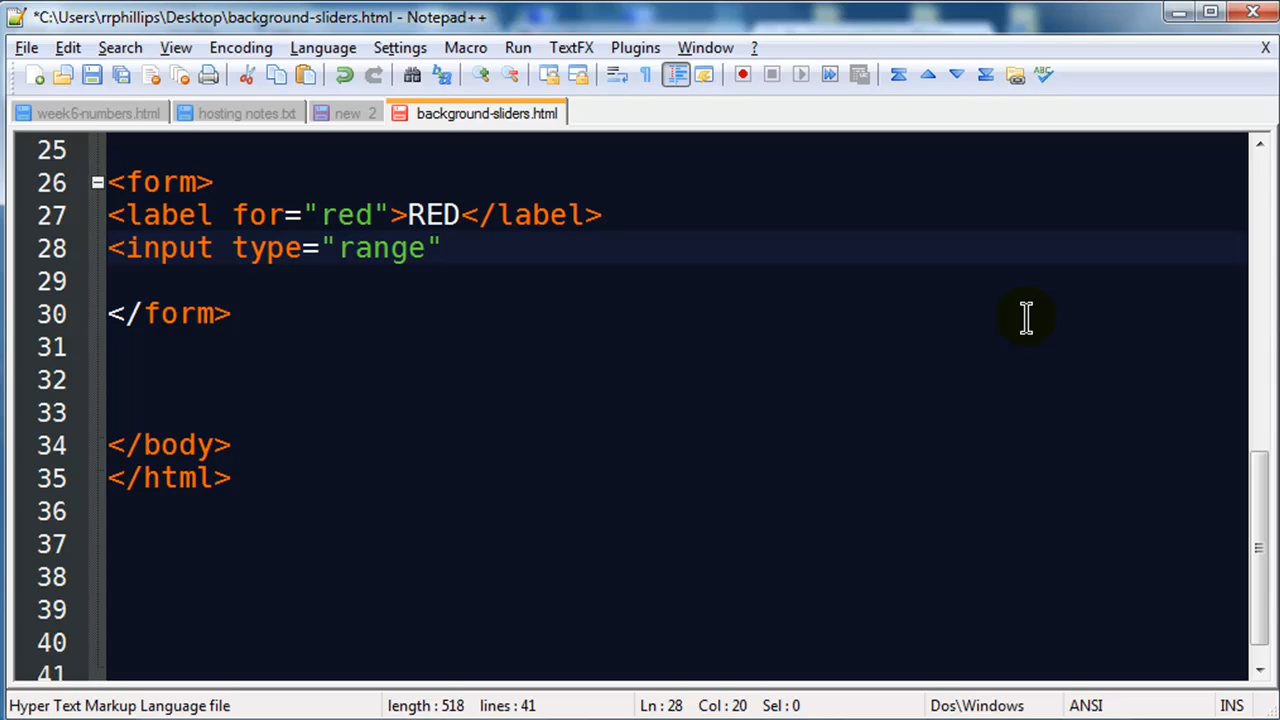 *C:\Users\rrphillips\Desktop\background-sliders.html - Notepad++
File Edit Search View Encoding Language Settings Macro Run TextFX Plugins Window ? X
week6-numbers.html hosting notes.txt new 2 background-sliders.html
25
26 <form>
27 <label for="red">RED</label>
28 <input type="range"
29
30 </form>
31
32
33
34 </body>
35 </html>
36
37
38
39
40
41
Hyper Text Markup Language file length : 518 lines : 41 Ln : 28 Col : 20 Sel : 0 Dos\Windows ANSI INS